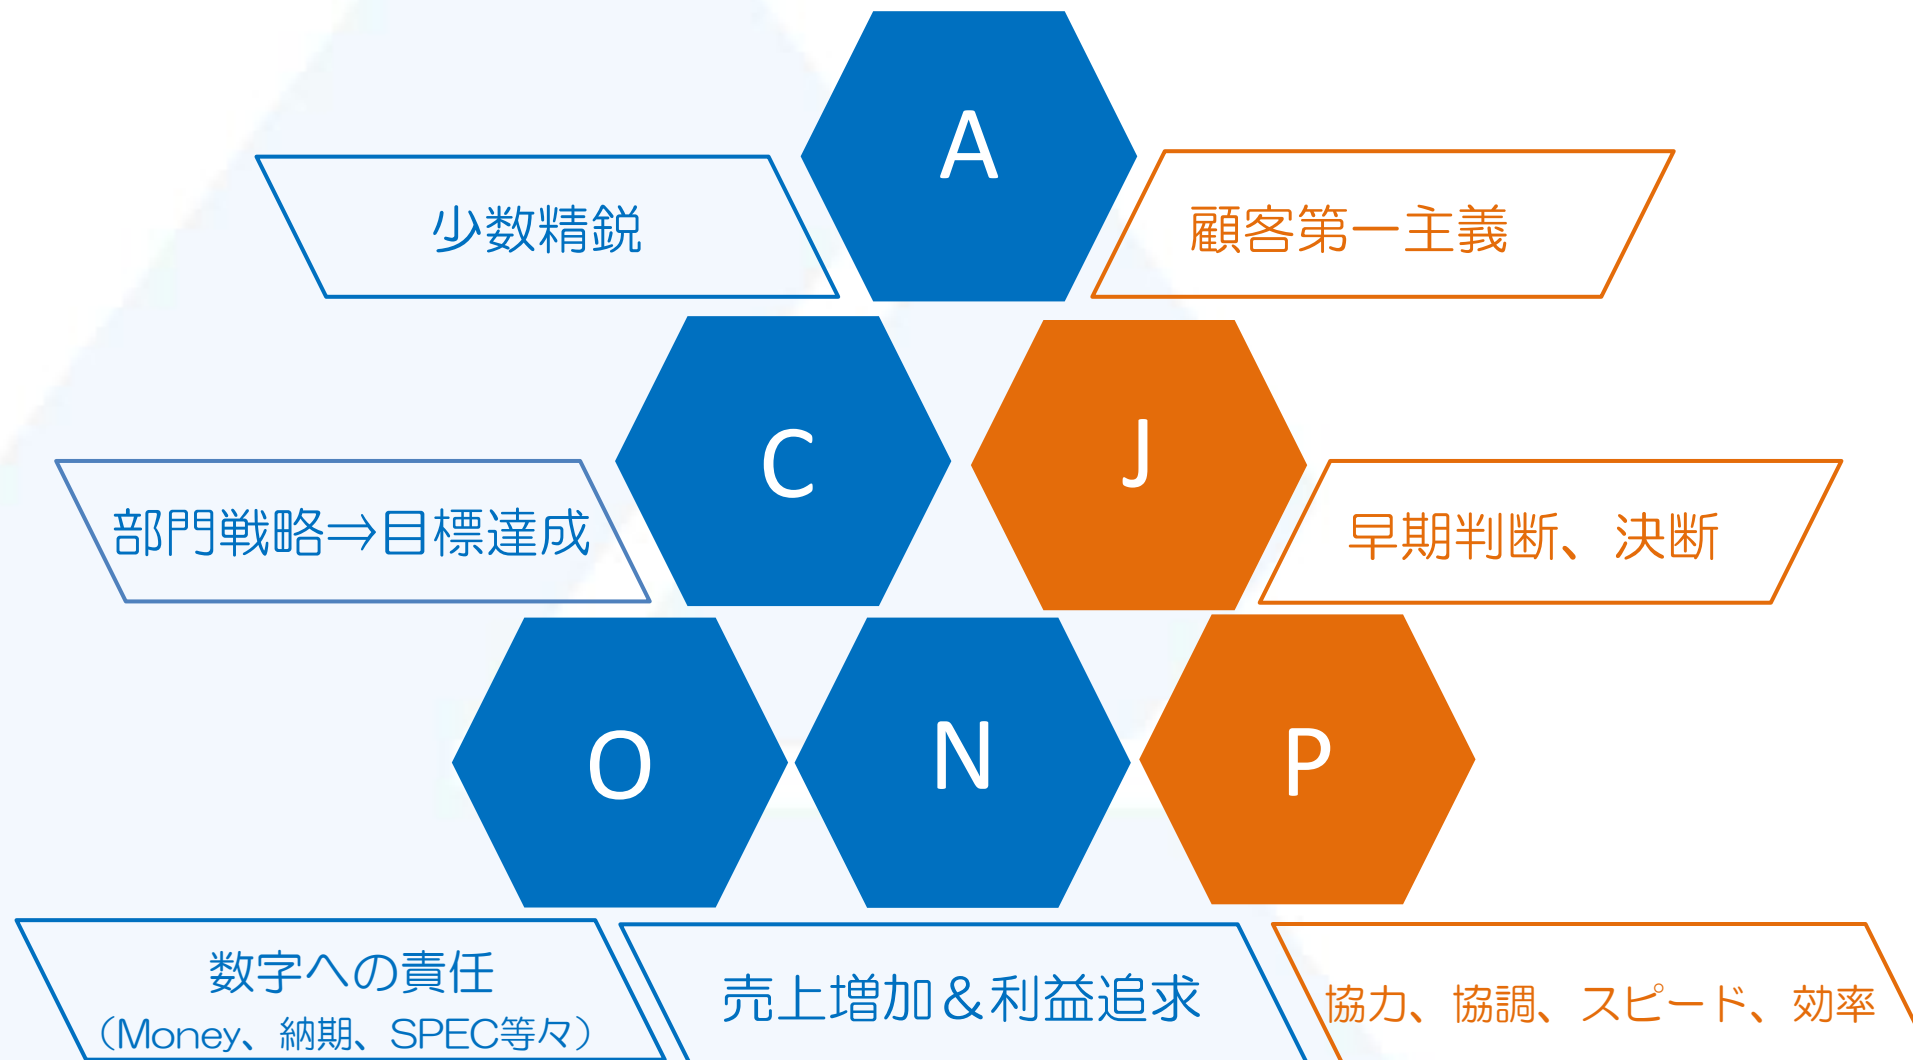 A
少数精鋭
顧客第一主義
C
J
部門戦略⇒目標達成
早期判断、決断
O
N
P
数字への責任
（Money、納期、SPEC等々）
売上増加＆利益追求
協力、協調、スピード、効率